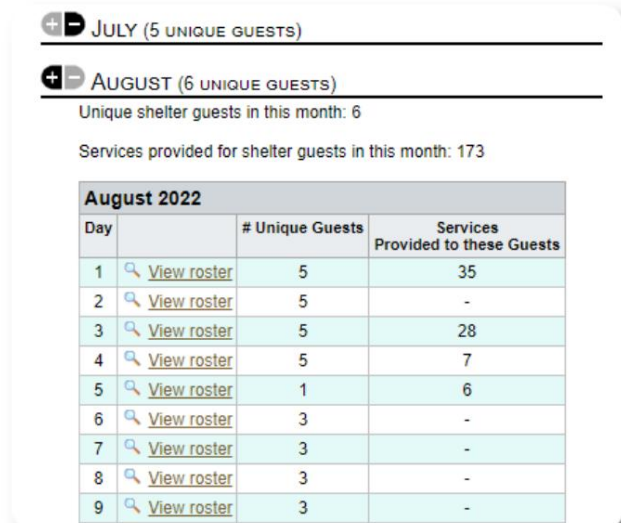 JULY (5 UNIQUE GUESTS)
AUGUST (6 UNIQUE GUESTS)
Unique shelter guests in this month: 6
Services provided for shelter guests in this month: 173
August 2022
Day # Unique Guests Services Provided to these Guests
1 View roster 5 35
2 View roster 5 -
3 View roster 5 28
4 View roster 5 7
5 View roster 1 6
6 View roster 3 -
7 View roster 3 -
8 View roster 3 -
9 View roster 3 -